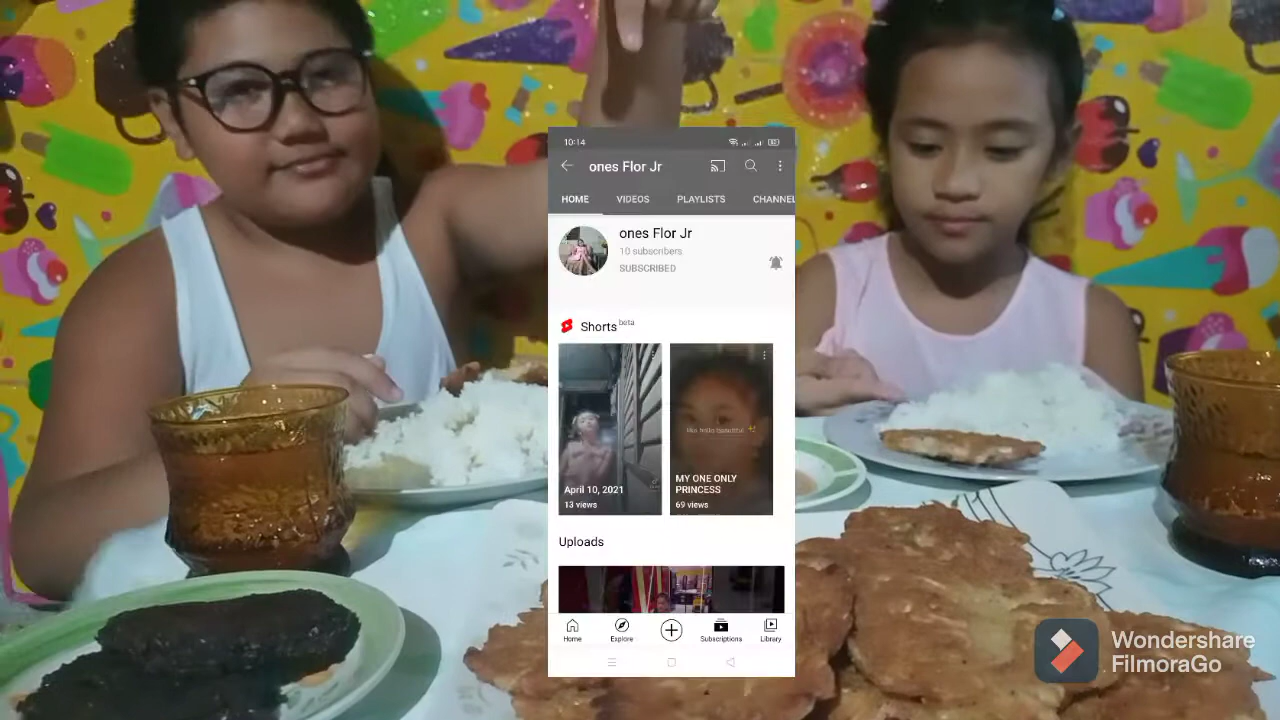 10:14
ones Flor Jr
HOME VIDEOS PLAYLISTS CHANNEL
ones Flor Jr
10 subscribers
SUBSCRIBED
Shorts beta
April 10, 2021
13 views
MY ONE ONLY
PRINCESS
69 views
Uploads
Home Explore Subscriptions Library
Wondershare
FilmoraGo